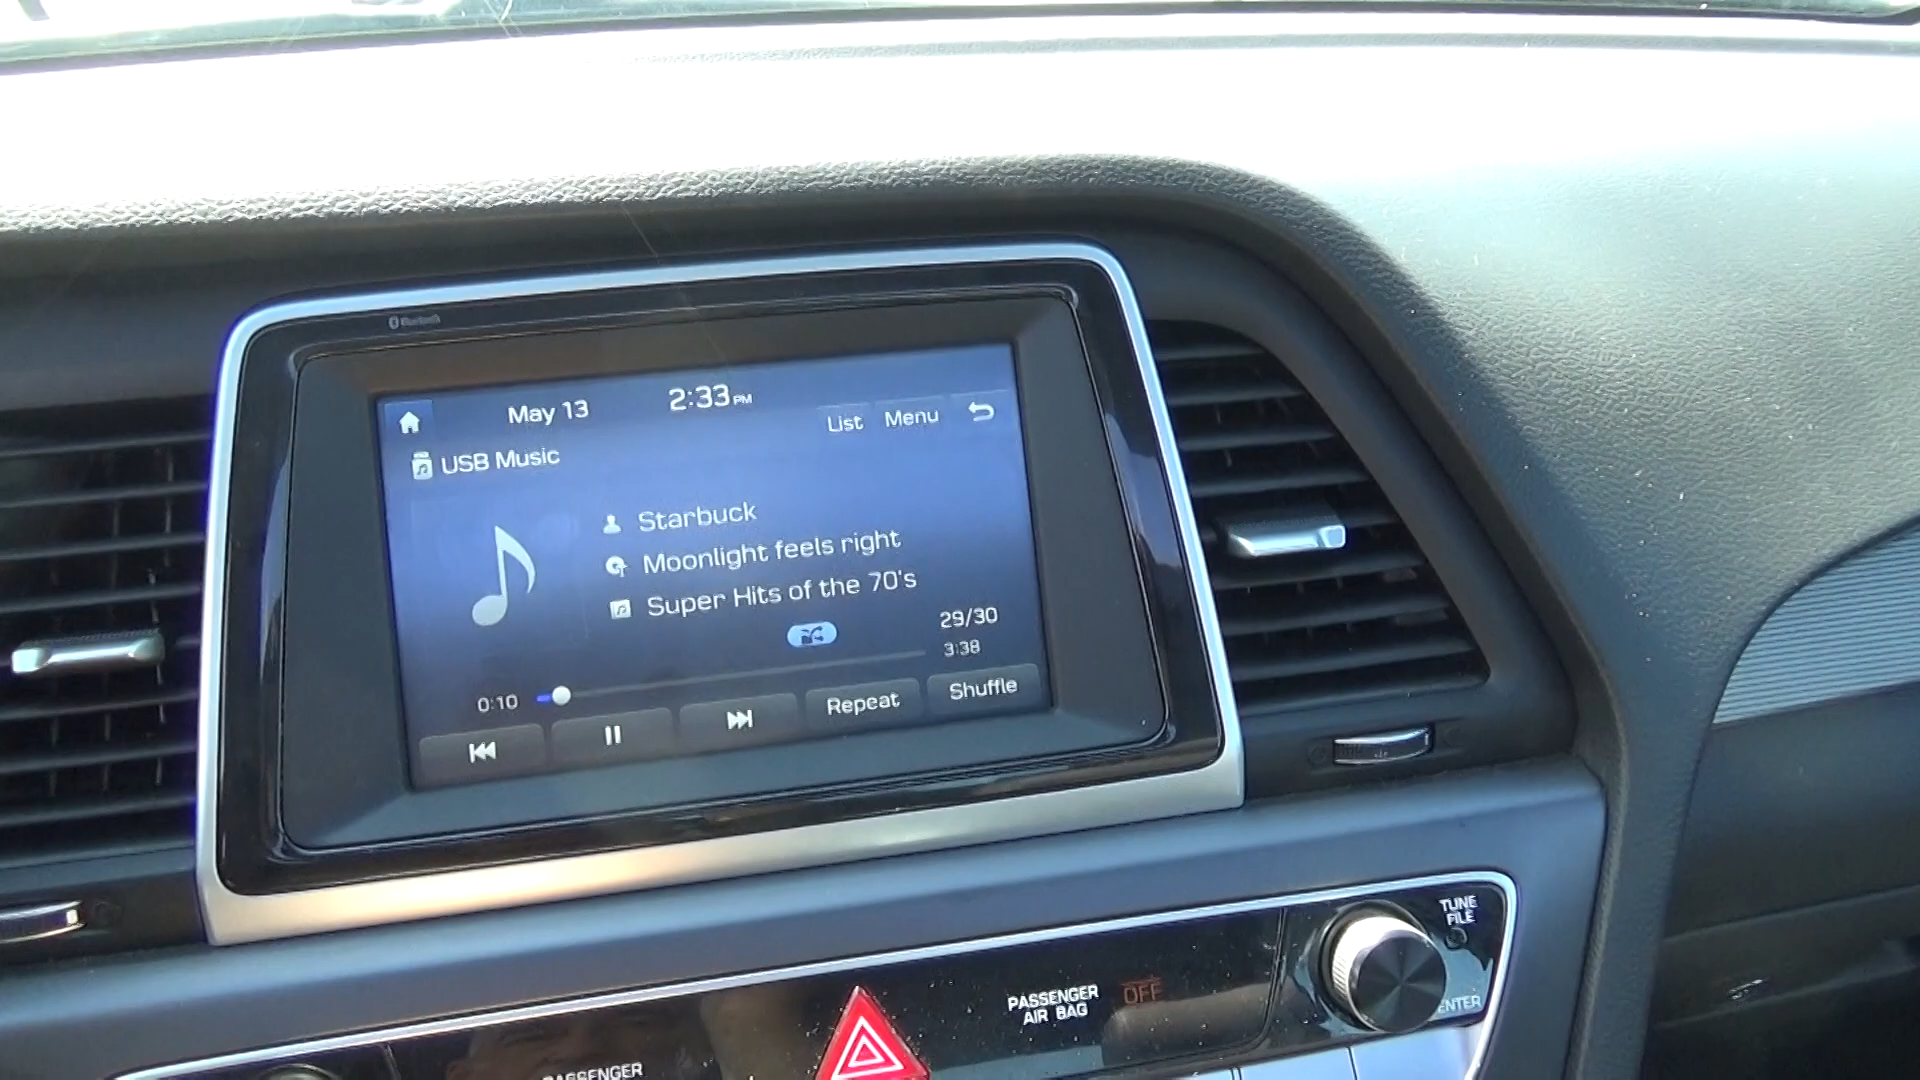 Bluetooth
May 13
2:33 PM
List
Menu
USB Music
Starbuck
Moonlight feels right
Super Hits of the 70's
29/30
3:38
0:10
Repeat
Shuffle
TUNE
FILE
PASSENGER
AIR BAG
OFF
ENTER
PASSENGER